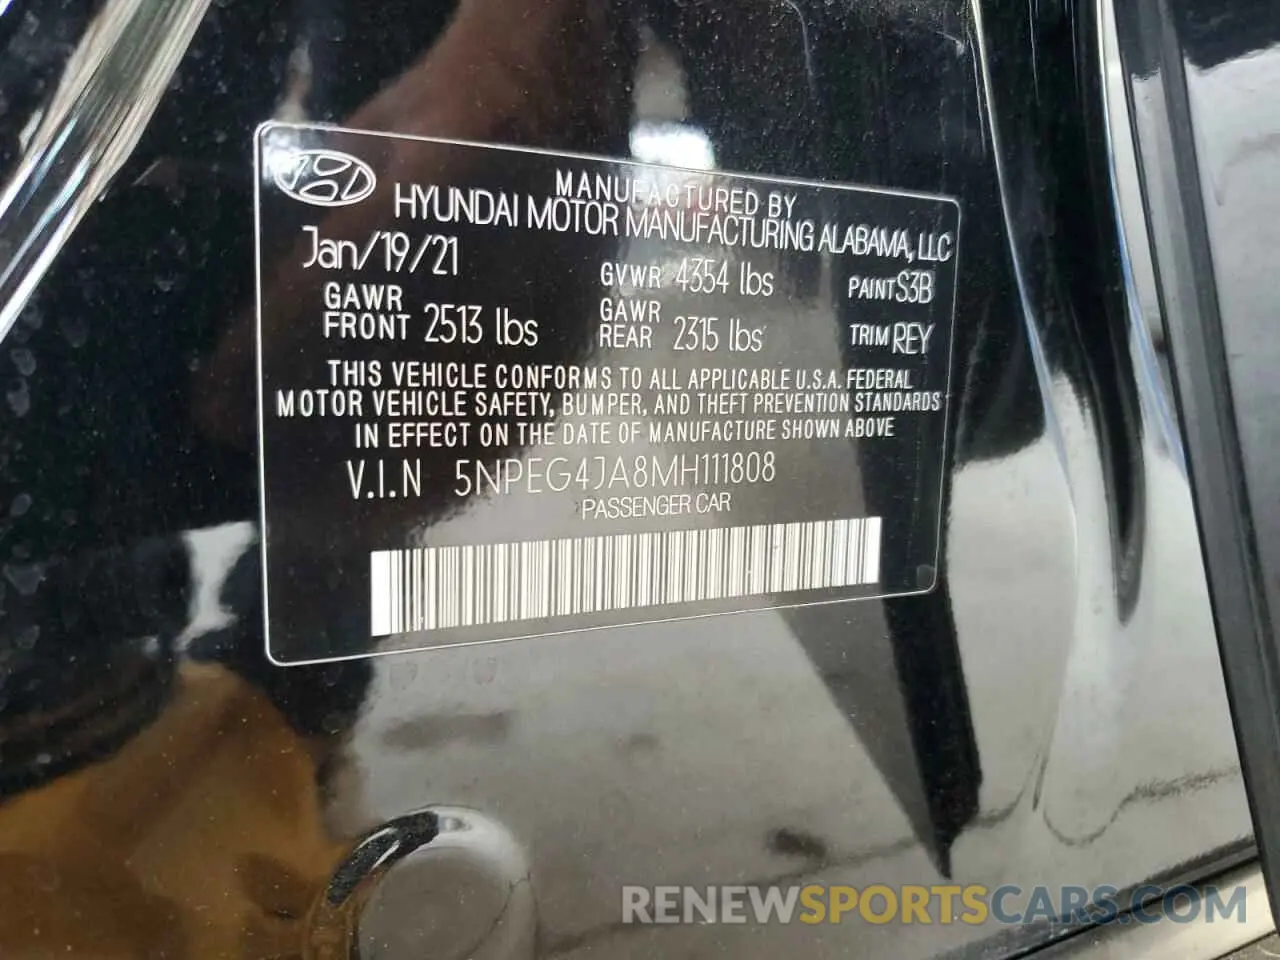 MANUFACTURED BY
HYUNDAI MOTOR MANUFACTURING ALABAMA, LLC
Jan/19/21 GVWR 4354 lbs PAINT S3B
GAWR FRONT 2513 lbs GAWR REAR 2315 lbs TRIM REY
THIS VEHICLE CONFORMS TO ALL APPLICABLE U.S.A. FEDERAL
MOTOR VEHICLE SAFETY, BUMPER, AND THEFT PREVENTION STANDARDS
IN EFFECT ON THE DATE OF MANUFACTURE SHOWN ABOVE
V.I.N 5NPEG4JA8MH111808
PASSENGER CAR
RENEWSPORTSCARS.COM